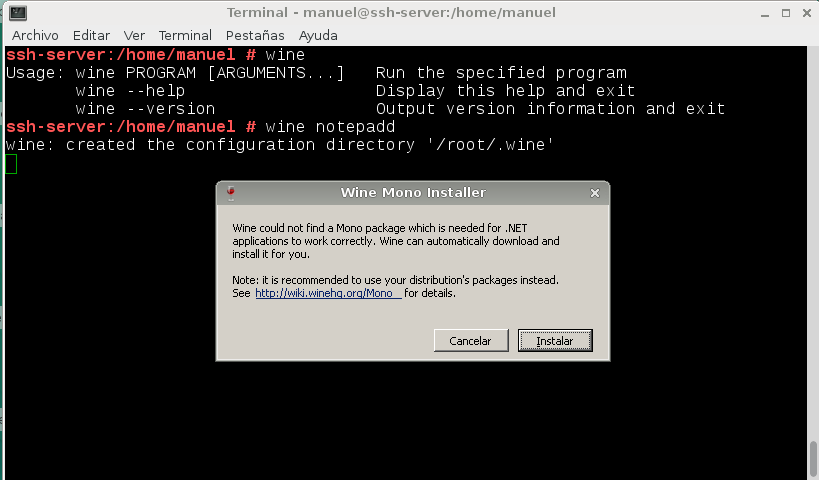 Terminal - manuel@ssh-server:/home/manuel
Archivo Editar Ver Terminal Pestañas Ayuda
ssh-server:/home/manuel # wine
Usage: wine PROGRAM [ARGUMENTS...]   Run the specified program
       wine --help                   Display this help and exit
       wine --version                Output version information and exit
ssh-server:/home/manuel # wine notepadd
wine: created the configuration directory '/root/.wine'
Wine Mono Installer
Wine could not find a Mono package which is needed for .NET
applications to work correctly. Wine can automatically download and
install it for you.
Note: it is recommended to use your distribution's packages instead.
See http://wiki.winehq.org/Mono for details.
Cancelar Instalar